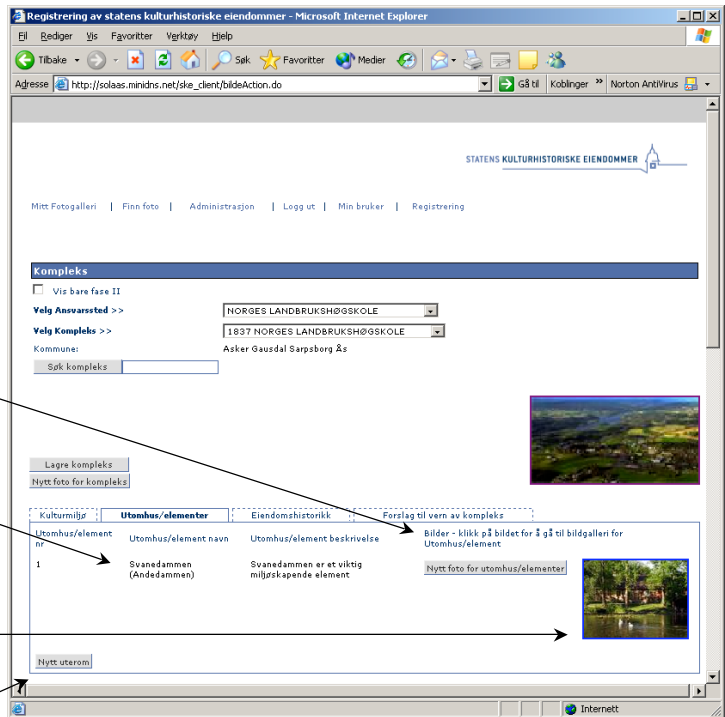 Registrering av statens kulturhistoriske eiendommer - Microsoft Internet Explorer
Fil Rediger Vis Favoritter Verktøy Hjelp
Tilbake Søk Favoritter Medier
Adresse http://solaas.minidns.net/ske_client/bildeAction.do Gå til Koblinger » Norton AntiVirus
STATENS KULTURHISTORISKE EIENDOMMER
Mitt Fotogalleri | Finn foto | Administrasjon | Logg ut | Min bruker | Registrering
Kompleks
Vis bare fase II
Velg Ansvarssted >> NORGES LANDBRUKSHØGSKOLE
Velg Kompleks >> 1837 NORGES LANDBRUKSHØGSKOLE
Kommune: Asker Gausdal Sarpsborg Ås
Søk kompleks
Lagre kompleks
Nytt foto for kompleks
Kulturmiljø Utomhus/elementer Eiendomshistorikk Forslag til vern av kompleks
Utomhus/element nr
Utomhus/element navn
Utomhus/element beskrivelse
Bilder - klikk på bildet for å gå til bildgalleri for
Utomhus/element
1
Svanedammen
(Andedammen)
Svanedammen er et viktig
miljøskapende element
Nytt foto for utomhus/elementer
Nytt uterom
Internett